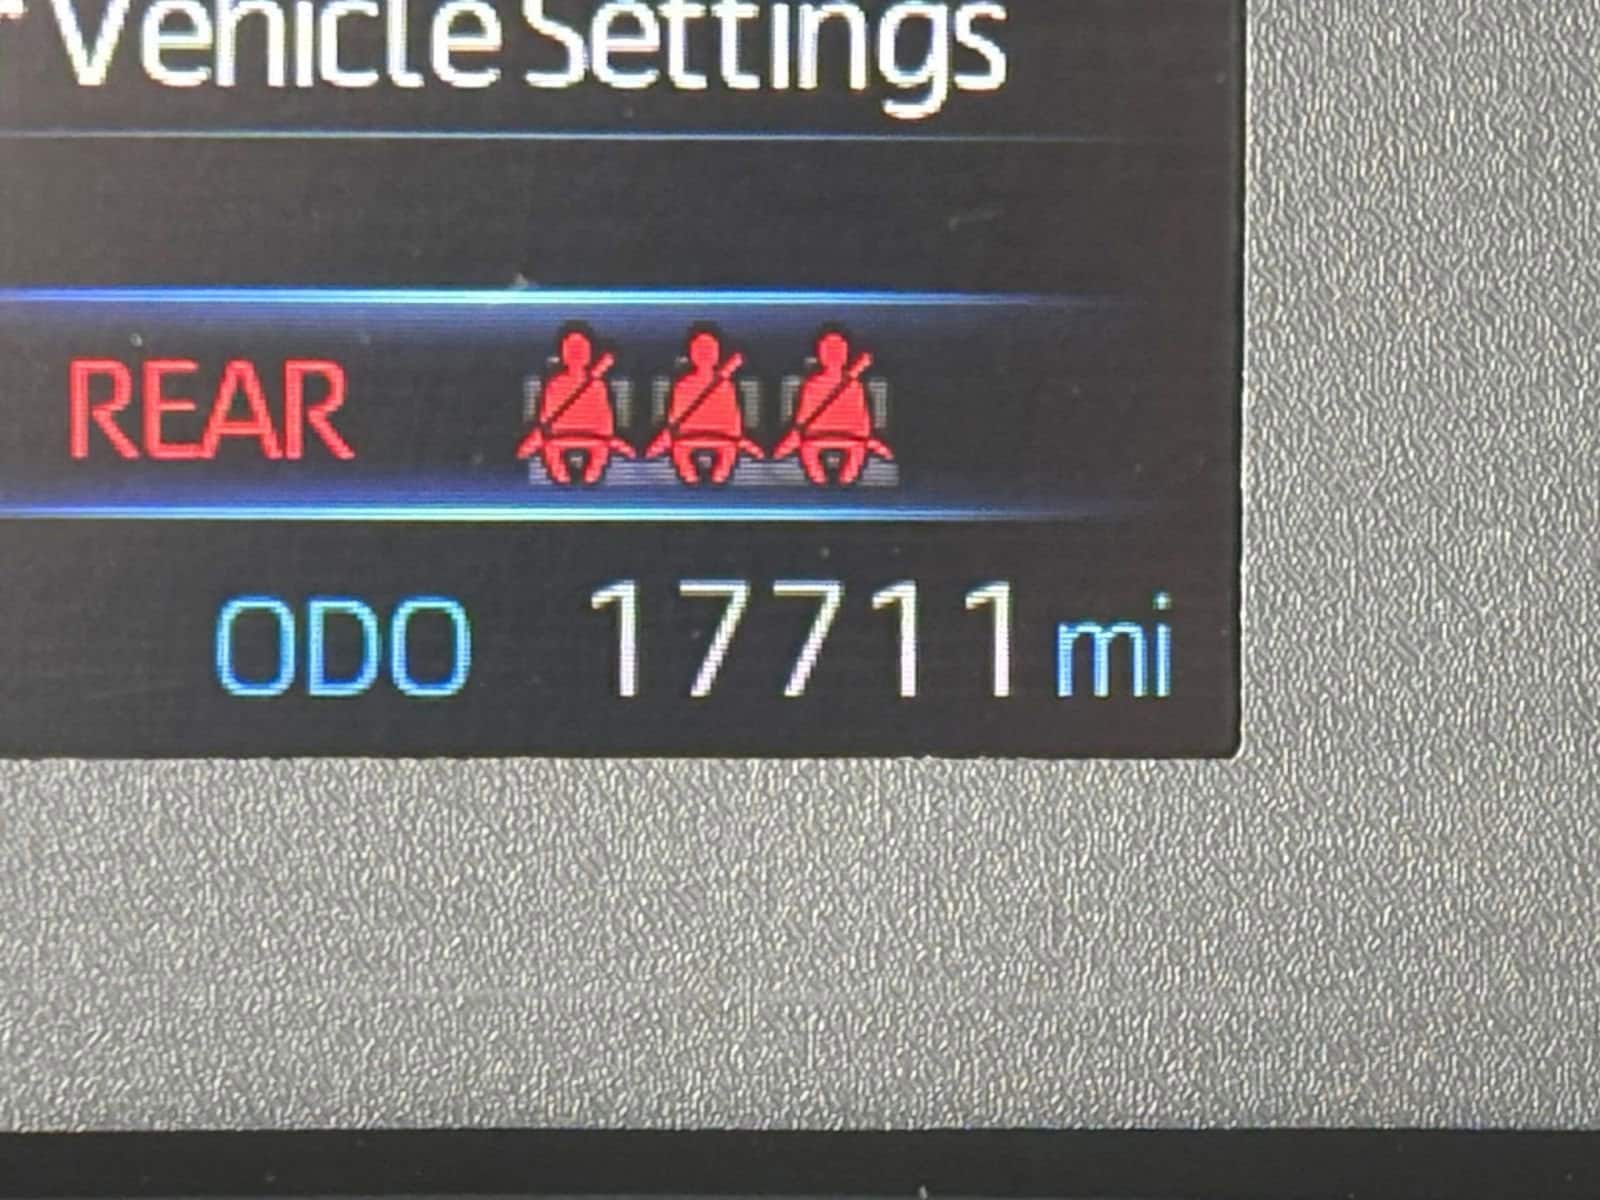 Vehicle Settings
REAR
ODO 17711 mi